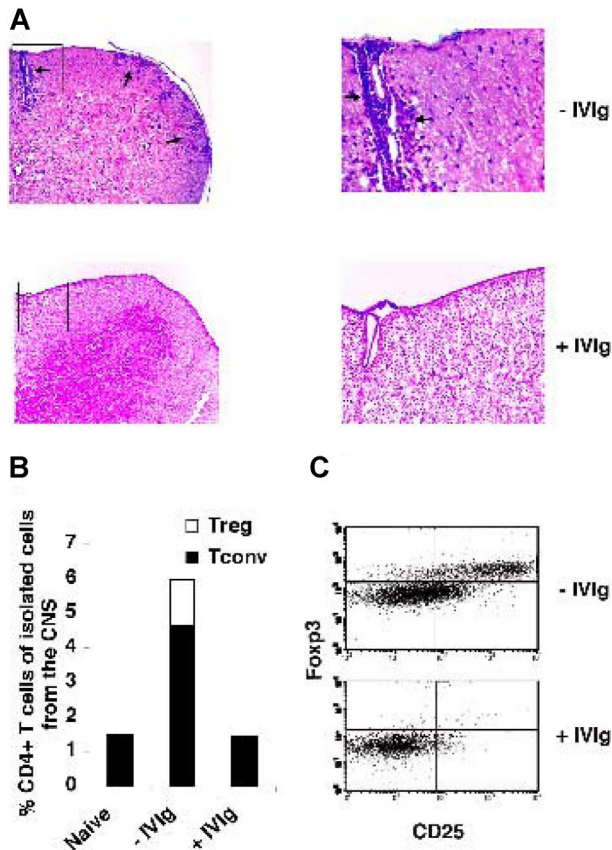 A
- IVIg
+ IVIg
B
C
% CD4+ T cells of isolated cells
from the CNS
7
6
5
4
3
2
1
0
Treg
Tconv
Naive
- IVIg
+ IVIg
Foxp3
- IVIg
+ IVIg
CD25